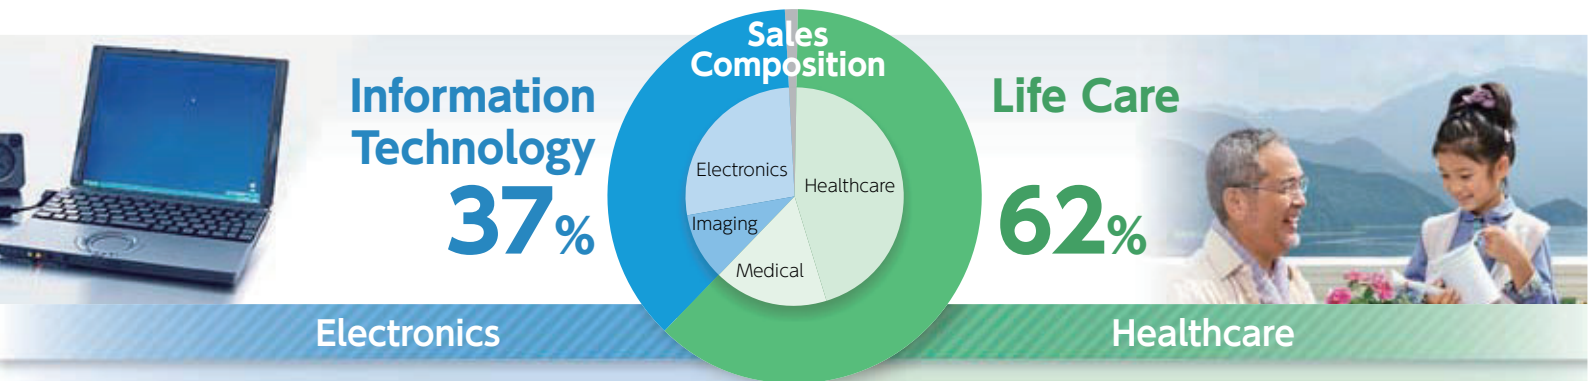 Sales
Composition
Information
Technology
37%
Life Care
62%
Electronics
Healthcare
Imaging
Medical
Electronics
Healthcare